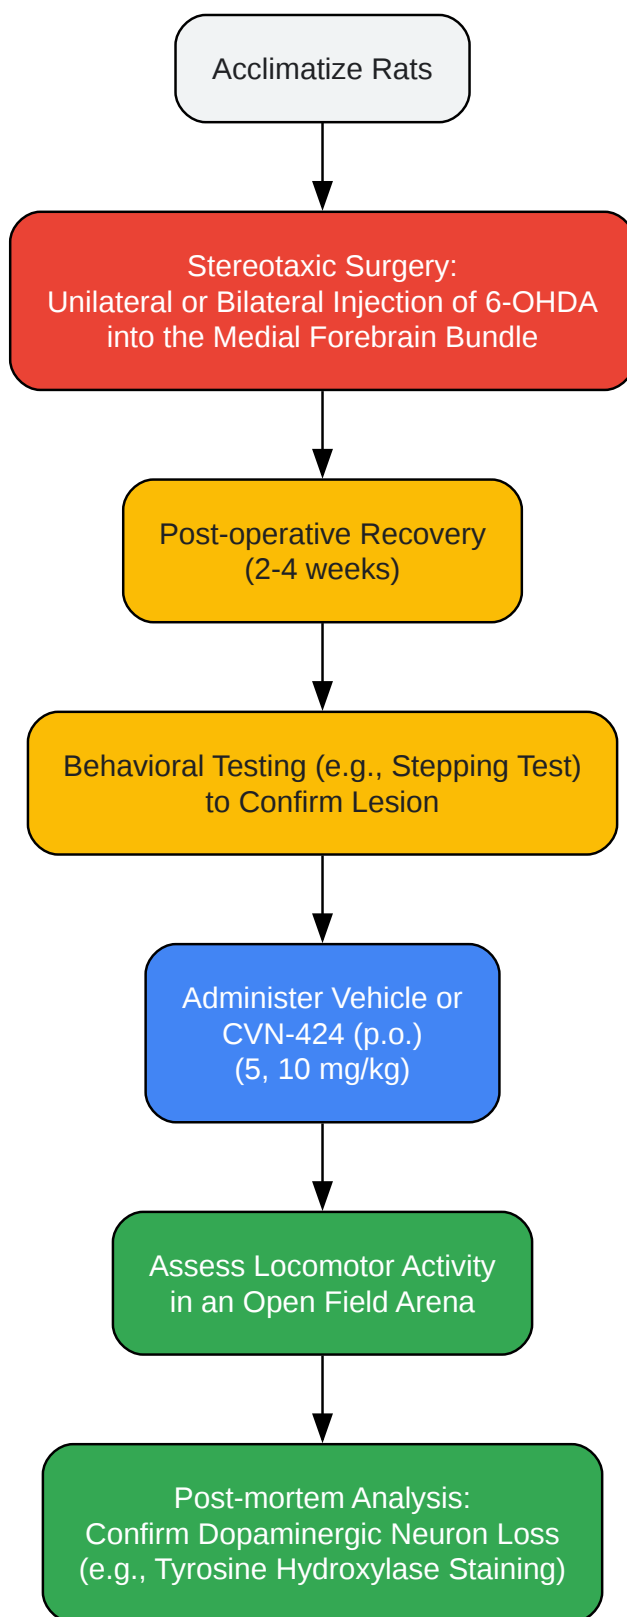 Acclimatize Rats
Stereotaxic Surgery:
Unilateral or Bilateral Injection of 6-OHDA
into the Medial Forebrain Bundle
Post-operative Recovery
(2-4 weeks)
Behavioral Testing (e.g., Stepping Test)
to Confirm Lesion
Administer Vehicle or
CVN-424 (p.o.)
(5, 10 mg/kg)
Assess Locomotor Activity
in an Open Field Arena
Post-mortem Analysis:
Confirm Dopaminergic Neuron Loss
(e.g., Tyrosine Hydroxylase Staining)